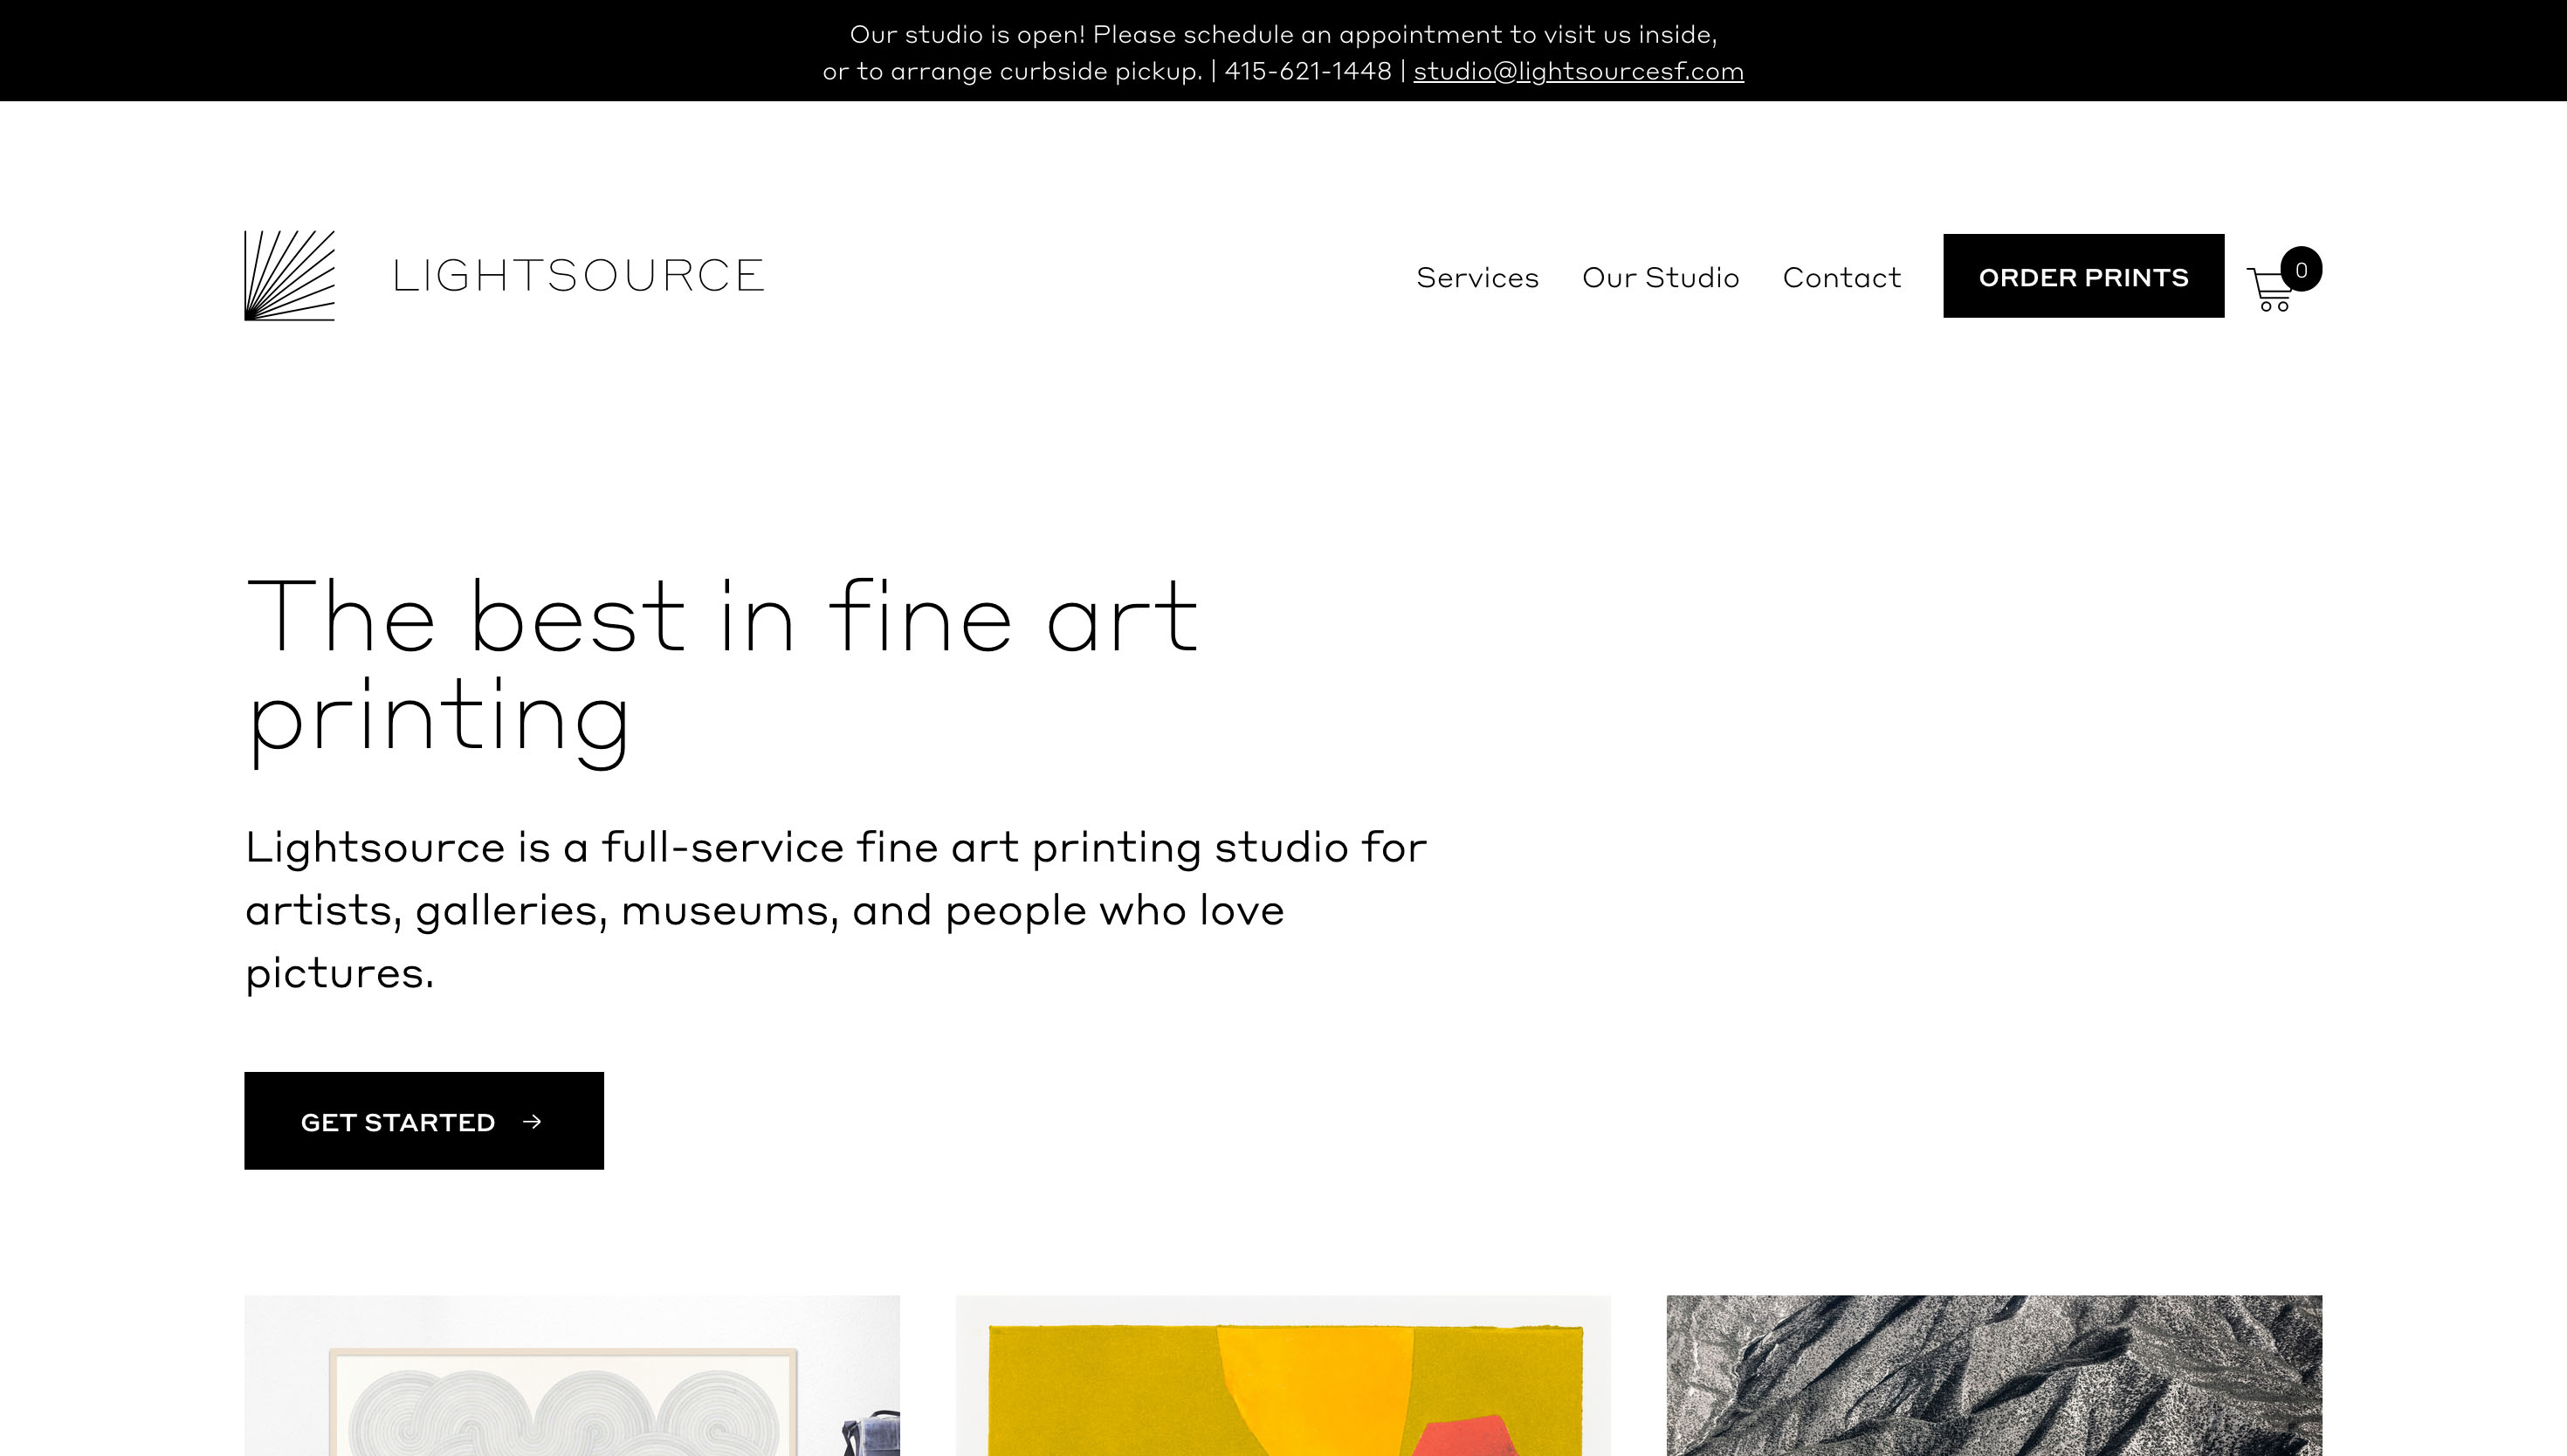 Our studio is open! Please schedule an appointment to visit us inside,
or to arrange curbside pickup. | 415-621-1448 | studio@lightsourcesf.com
LIGHTSOURCE
Services
Our Studio
Contact
ORDER PRINTS
0
The best in fine art
printing
Lightsource is a full-service fine art printing studio for
artists, galleries, museums, and people who love
pictures.
GET STARTED →